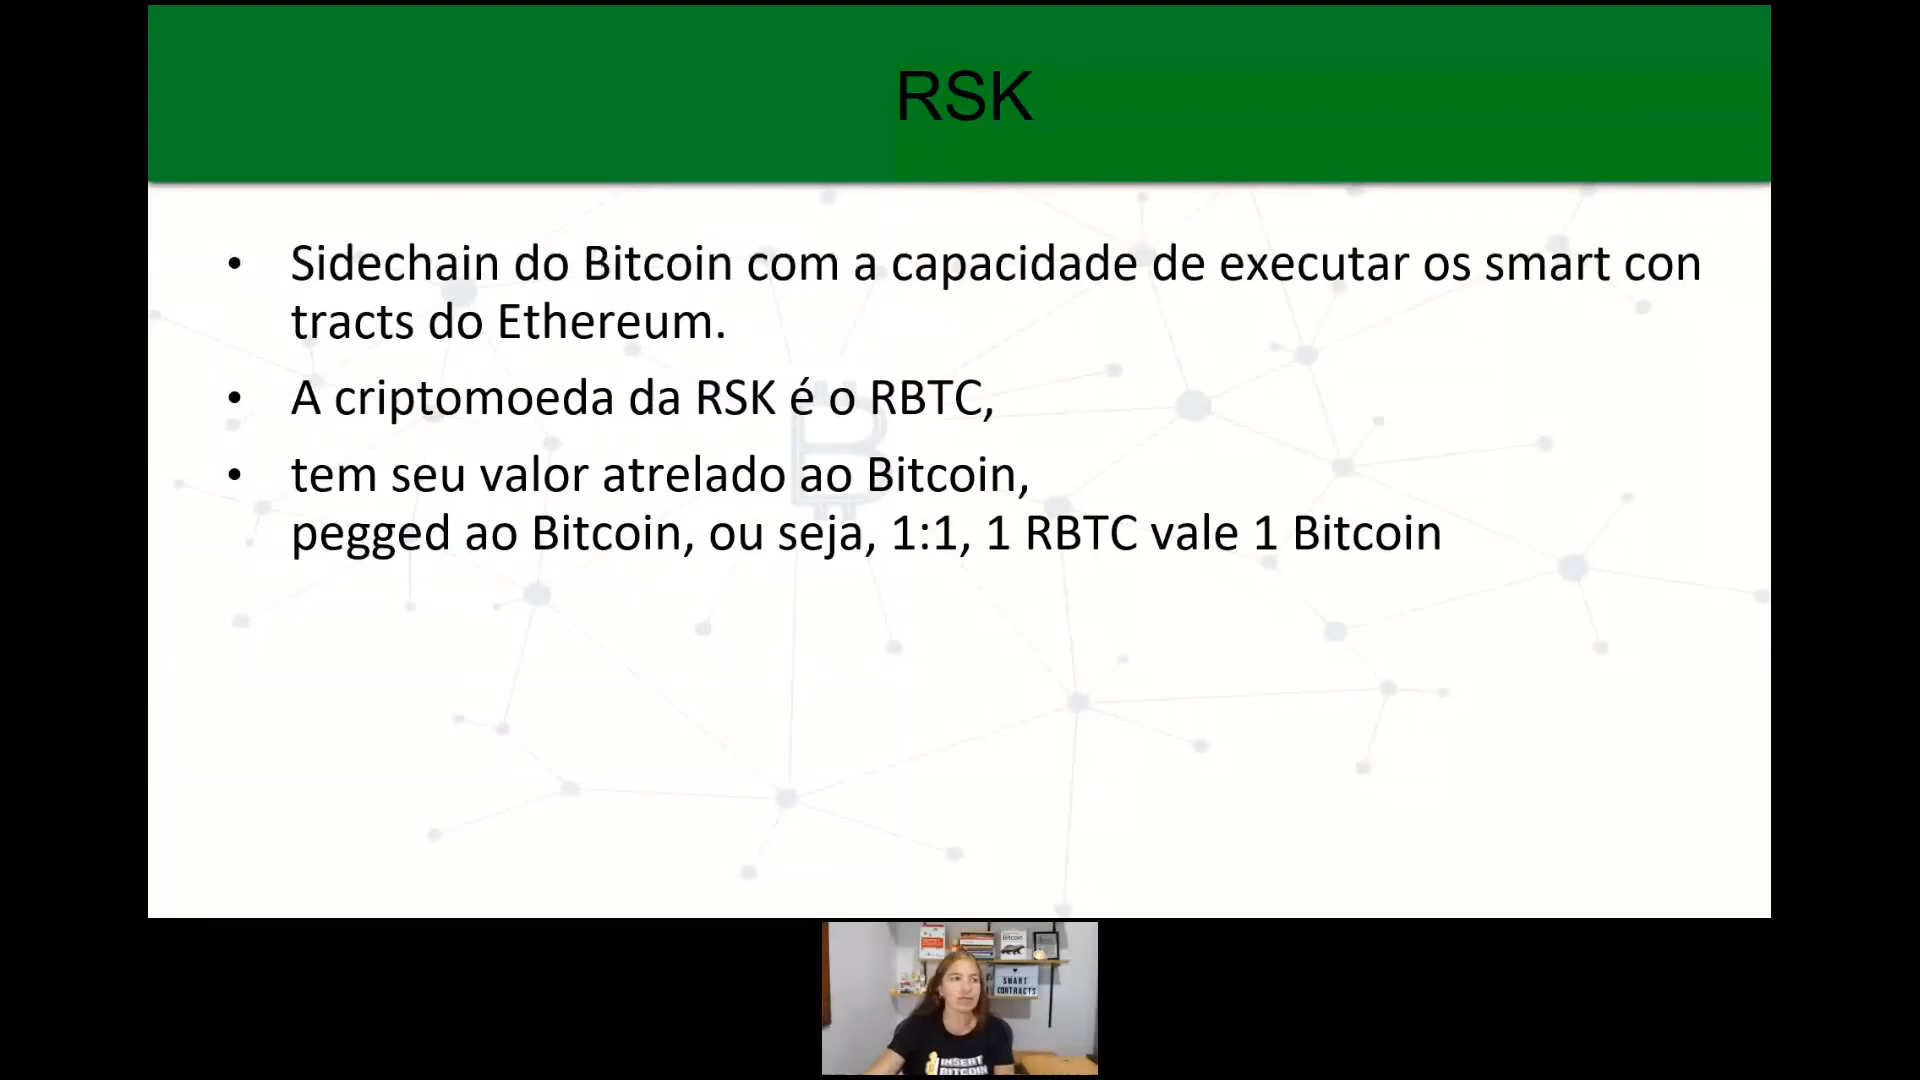 RSK
• Sidechain do Bitcoin com a capacidade de executar os smart con
tracts do Ethereum.
• A criptomoeda da RSK é o RBTC,
• tem seu valor atrelado ao Bitcoin,
pegged ao Bitcoin, ou seja, 1:1, 1 RBTC vale 1 Bitcoin
Bitcoin
SMART
CONTRACTS
INSERT
BITCOIN